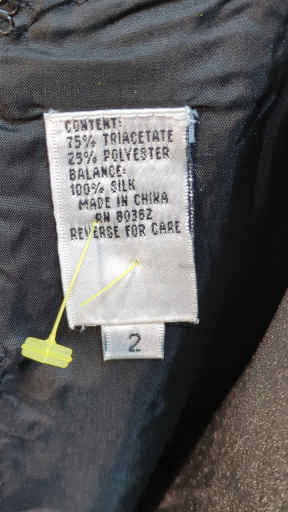 CONTENT:
75% TRIACETATE
25% POLYESTER
BALANCE:
100% SILK
MADE IN CHINA
RN 80362
REVERSE FOR CARE
2